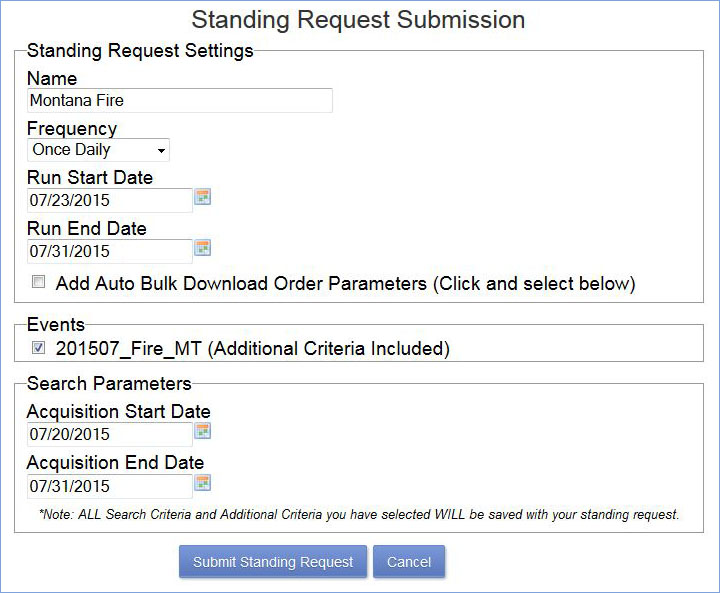 Standing Request Submission
Standing Request Settings
Name
Montana Fire
Frequency
Once Daily
Run Start Date
07/23/2015
Run End Date
07/31/2015
Add Auto Bulk Download Order Parameters (Click and select below)
Events
201507_Fire_MT (Additional Criteria Included)
Search Parameters
Acquisition Start Date
07/20/2015
Acquisition End Date
07/31/2015
*Note: ALL Search Criteria and Additional Criteria you have selected WILL be saved with your standing request.
Submit Standing Request Cancel